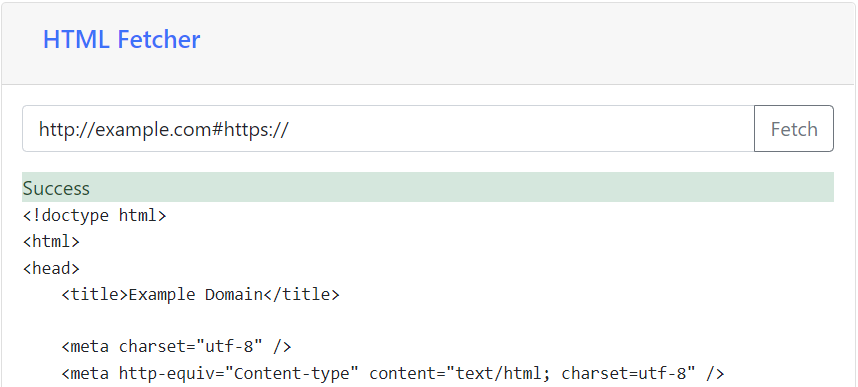 HTML Fetcher
http://example.com#https://
Fetch
Success
<!doctype html>
<html>
<head>
    <title>Example Domain</title>
    <meta charset="utf-8" />
    <meta http-equiv="Content-type" content="text/html; charset=utf-8" />